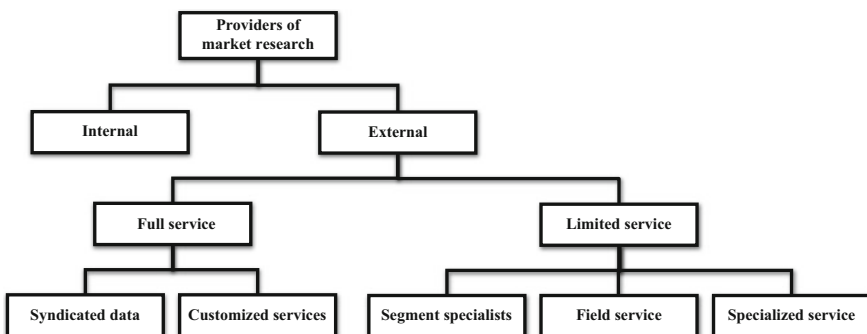 Providers of
market research
Internal
External
Full service
Limited service
Syndicated data
Customized services
Segment specialists
Field service
Specialized service